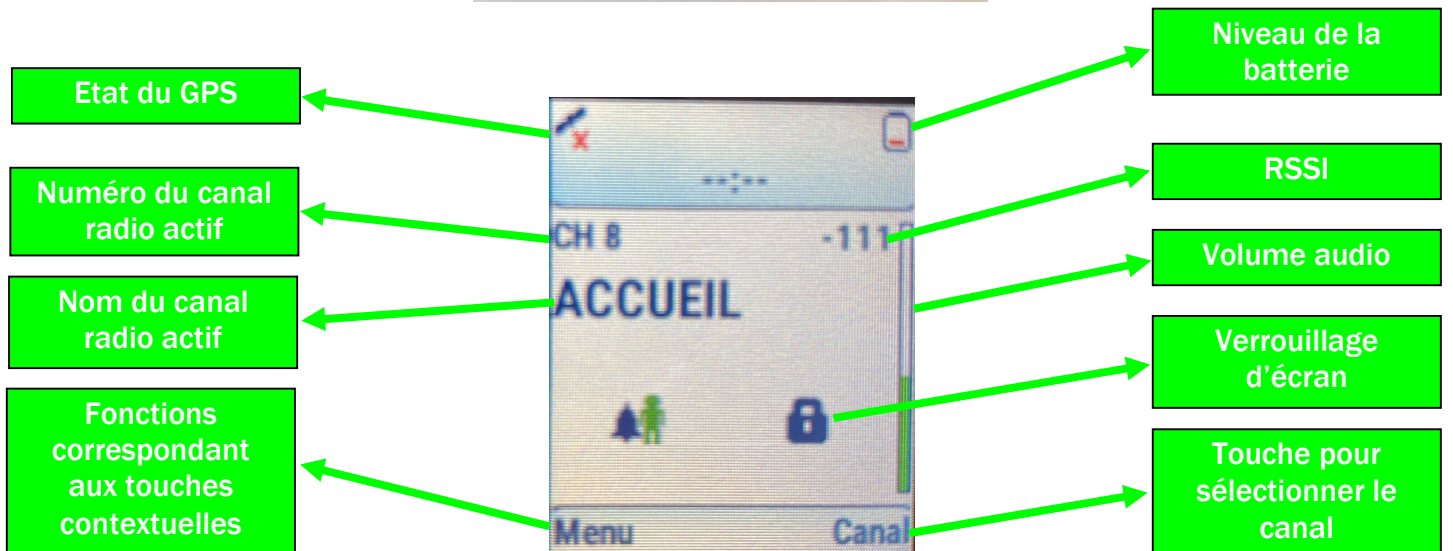 Etat du GPS
Numéro du canal
radio actif
Nom du canal
radio actif
Fonctions
correspondant
aux touches
contextuelles
--:--
CH 8 -111
ACCUEIL
Menu Canal
Niveau de la
batterie
RSSI
Volume audio
Verrouillage
d’écran
Touche pour
sélectionner le
canal